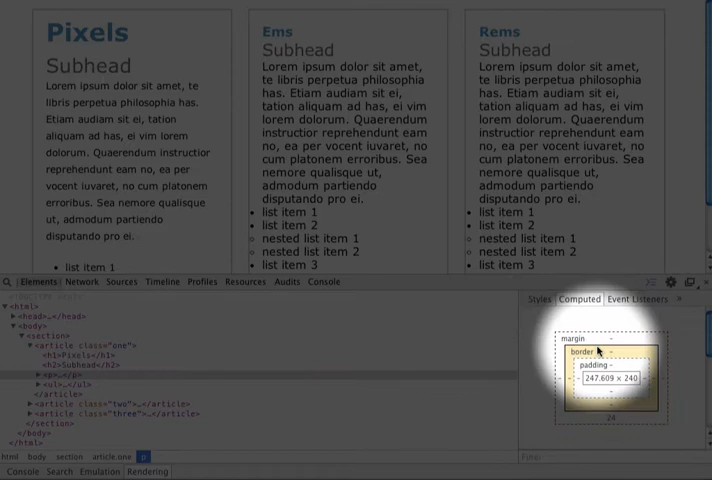 Pixels
Subhead
Lorem ipsum dolor sit amet, te
libris perpetua philosophia has.
Etiam audiam sit ei, tation
aliquam ad has, ei vim lorem
dolorum. Quaerendum instructior
reprehendunt eam no, ea per
vocent iuvaret, no cum platonem
erroribus. Sea nemore qualisque
ut, admodum partiendo
disputando pro ei.
• list item 1
Ems
Subhead
Lorem ipsum dolor sit amet,
te libris perpetua philosophia
has. Etiam audiam sit ei,
tation aliquam ad has, ei vim
lorem dolorum. Quaerendum
instructior reprehendunt eam
no, ea per vocent iuvaret, no
cum platonem erroribus. Sea
nemore qualisque ut,
admodum partiendo
disputando pro ei.
• list item 1
• list item 2
◦ nested list item 1
◦ nested list item 2
• list item 3
Rems
Subhead
Lorem ipsum dolor sit amet,
te libris perpetua philosophia
has. Etiam audiam sit ei,
tation aliquam ad has, ei vim
lorem dolorum. Quaerendum
instructior reprehendunt eam
no, ea per vocent iuvaret, no
cum platonem erroribus. Sea
nemore qualisque ut,
admodum partiendo
disputando pro ei.
• list item 1
• list item 2
◦ nested list item 1
◦ nested list item 2
• list item 3
Elements Network Sources Timeline Profiles Resources Audits Console
<!DOCTYPE html>
▼<html>
▶<head>…</head>
▼<body>
▼<section>
▼<article class="one">
<h1>Pixels</h1>
<h2>Subhead</h2>
▶<p>…</p>
▶<ul>…</ul>
</article>
▶<article class="two">…</article>
▶<article class="three">…</article>
</section>
</body>
</html>
html body section article.one p
Console Search Emulation Rendering
Styles Computed Event Listeners »
margin -
border -
padding -
- - - 247.609 × 240 - - -
-
-
24
Filter